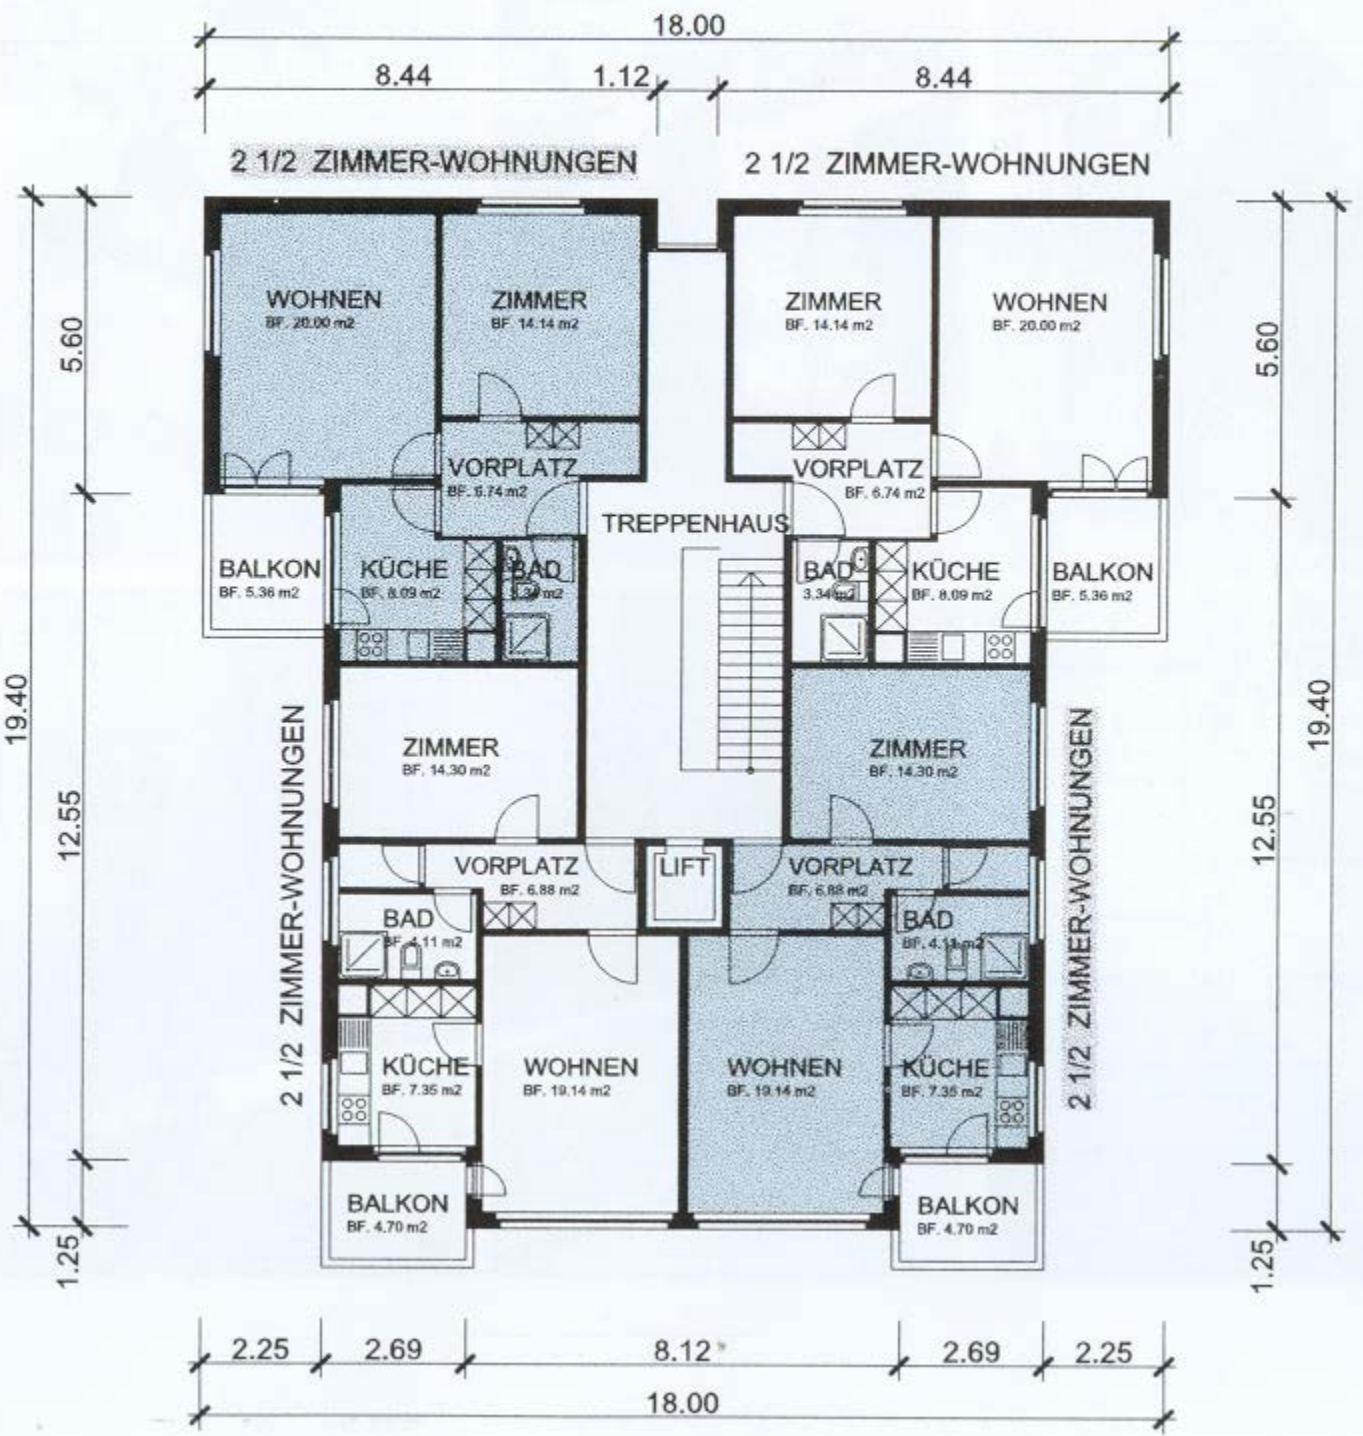 18.00
8.44 1.12 8.44
2 1/2 ZIMMER-WOHNUNGEN
2 1/2 ZIMMER-WOHNUNGEN
19.40
5.60
12.55
1.25
WOHNEN
BF. 20.00 m2
ZIMMER
BF. 14.14 m2
ZIMMER
BF. 14.14 m2
WOHNEN
BF. 20.00 m2
5.60
19.40
12.55
1.25
VORPLATZ
BF. 6.74 m2
VORPLATZ
BF. 6.74 m2
TREPPENHAUS
BALKON
BF. 5.36 m2
KÜCHE
BF. 8.09 m2
BAD
3.34m2
BAD
3.34m2
KÜCHE
BF. 8.09 m2
BALKON
BF. 5.36 m2
2 1/2 ZIMMER-WOHNUNGEN
ZIMMER
BF. 14.30 m2
ZIMMER
BF. 14.30 m2
2 1/2 ZIMMER-WOHNUNGEN
VORPLATZ
BF. 6.88 m2
LIFT
VORPLATZ
BF. 6.88 m2
BAD
BF. 4.11 m2
BAD
BF. 4.11 m2
KÜCHE
BF. 7.35 m2
WOHNEN
BF. 19.14 m2
WOHNEN
BF. 19.14 m2
KÜCHE
BF. 7.35 m2
BALKON
BF. 4.70 m2
BALKON
BF. 4.70 m2
2.25 2.69 8.12 2.69 2.25
18.00